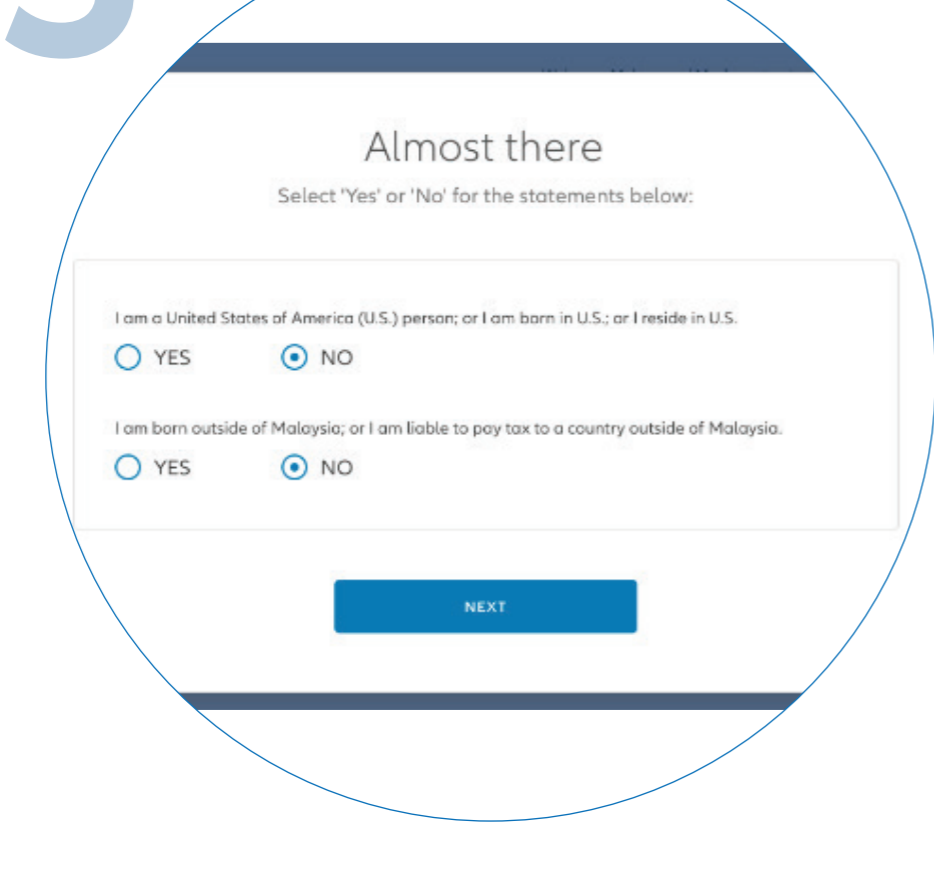 Almost there
Select 'Yes' or 'No' for the statements below:
I am a United States of America (U.S.) person; or I am born in U.S.; or I reside in U.S.
YES NO
I am born outside of Malaysia; or I am liable to pay tax to a country outside of Malaysia.
YES NO
NEXT